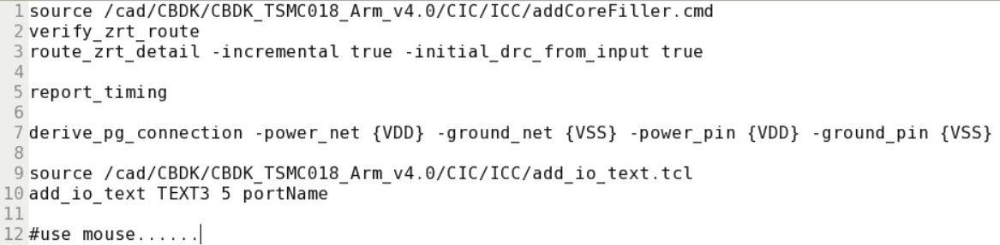 1 source /cad/CBDK/CBDK_TSMC018_Arm_v4.0/CIC/ICC/addCoreFiller.cmd
2 verify_zrt_route
3 route_zrt_detail -incremental true -initial_drc_from_input true
4
5 report_timing
6
7 derive_pg_connection -power_net {VDD} -ground_net {VSS} -power_pin {VDD} -ground_pin {VSS}
8
9 source /cad/CBDK/CBDK_TSMC018_Arm_v4.0/CIC/ICC/add_io_text.tcl
10 add_io_text TEXT3 5 portName
11
12 #use mouse......